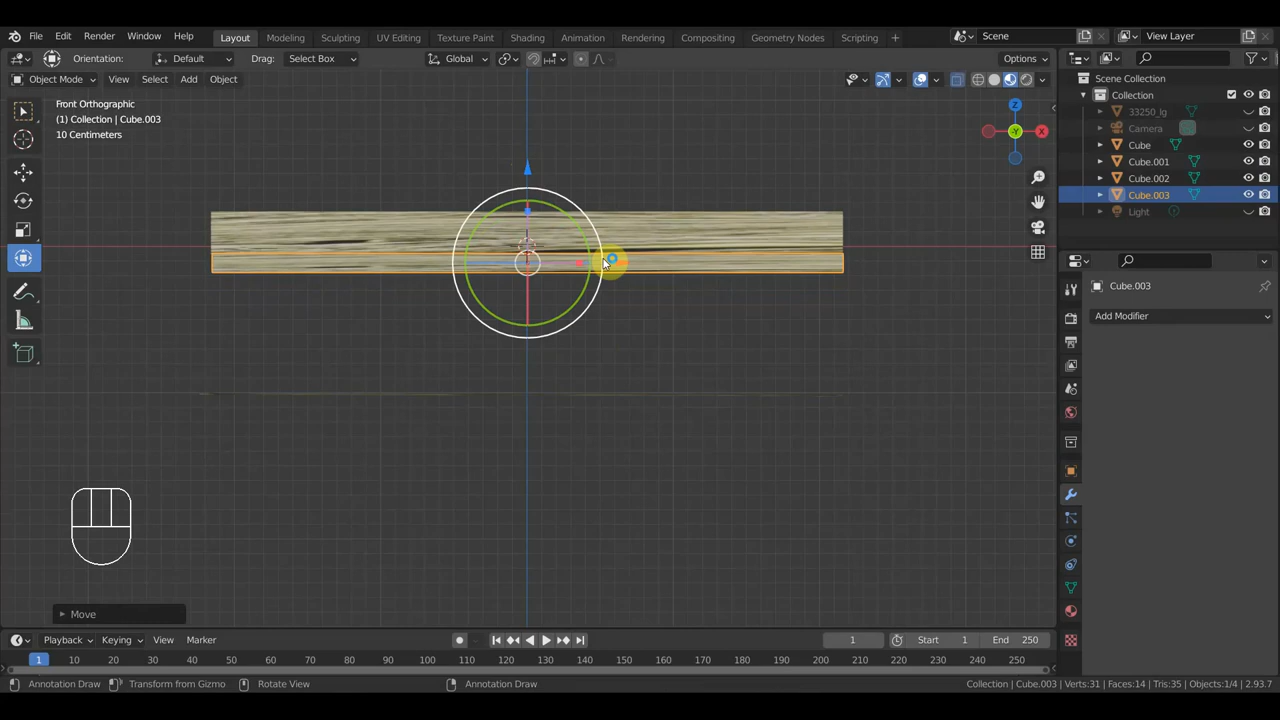 File Edit Render Window Help Layout Modeling Sculpting UV Editing Texture Paint Shading Animation Rendering Compositing Geometry Nodes Scripting + Scene View Layer
Orientation: Default Drag: Select Box Global Options
Object Mode View Select Add Object
Front Orthographic
(1) Collection | Cube.003
10 Centimeters
Z
Y
X
Scene Collection
Collection
33250_lg
Camera
Cube
Cube.001
Cube.002
Cube.003
Light
Cube.003
Add Modifier
Move
Playback Keying View Marker 1 Start 1 End 250
1 10 20 30 40 50 60 70 80 90 100 110 120 130 140 150 160 170 180 190 200 210 220 230 240 250
Annotation Draw Transform from Gizmo Rotate View Annotation Draw Collection | Cube.003 | Verts:31 | Faces:14 | Tris:35 | Objects:1/4 | 2.93.7